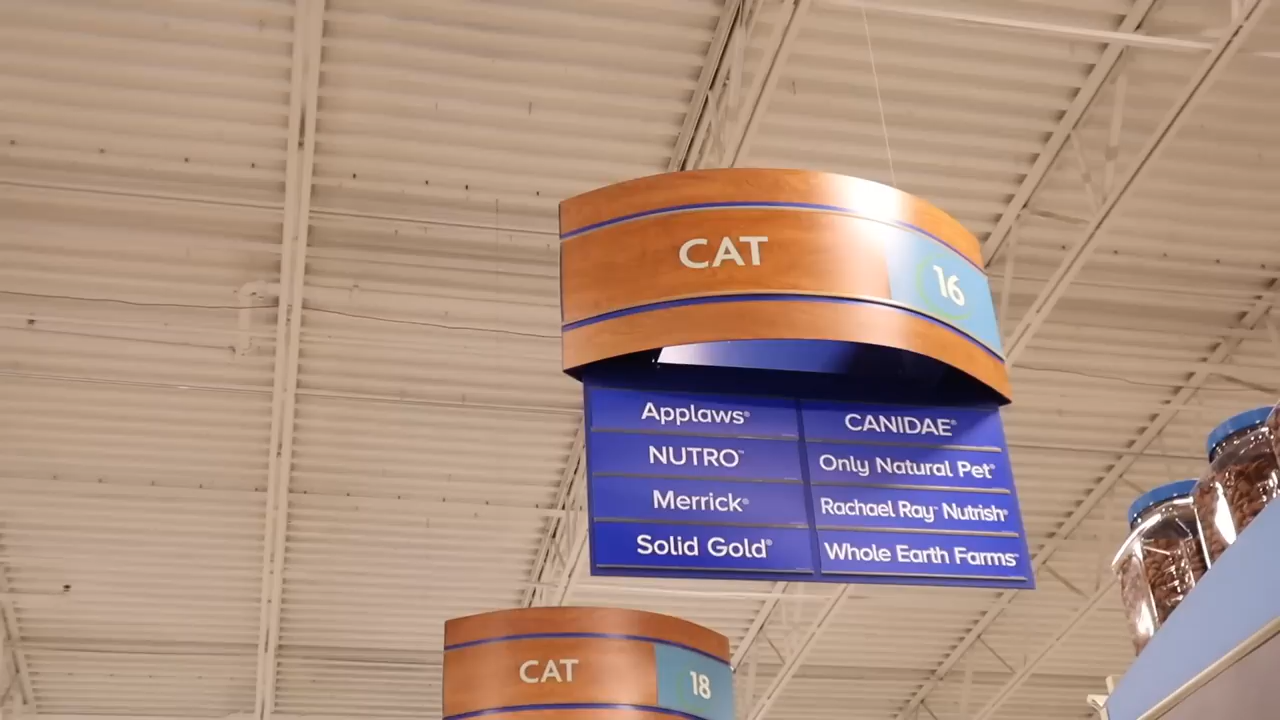 CAT
16
Applaws®
NUTRO™
Merrick®
Solid Gold®
CANIDAE®
Only Natural Pet®
Rachael Ray™ Nutrish®
Whole Earth Farms™
CAT
18